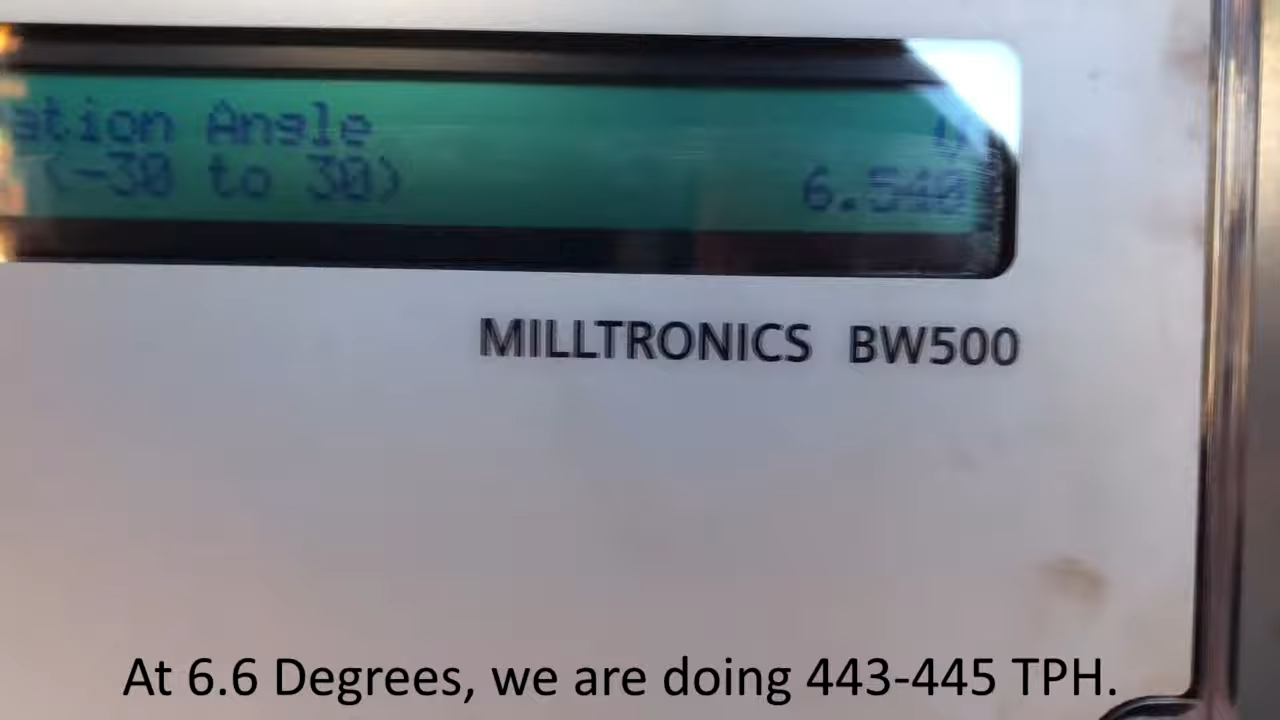 ation Angle V
(-30 to 30) 6.540
MILLTRONICS BW500
At 6.6 Degrees, we are doing 443-445 TPH.